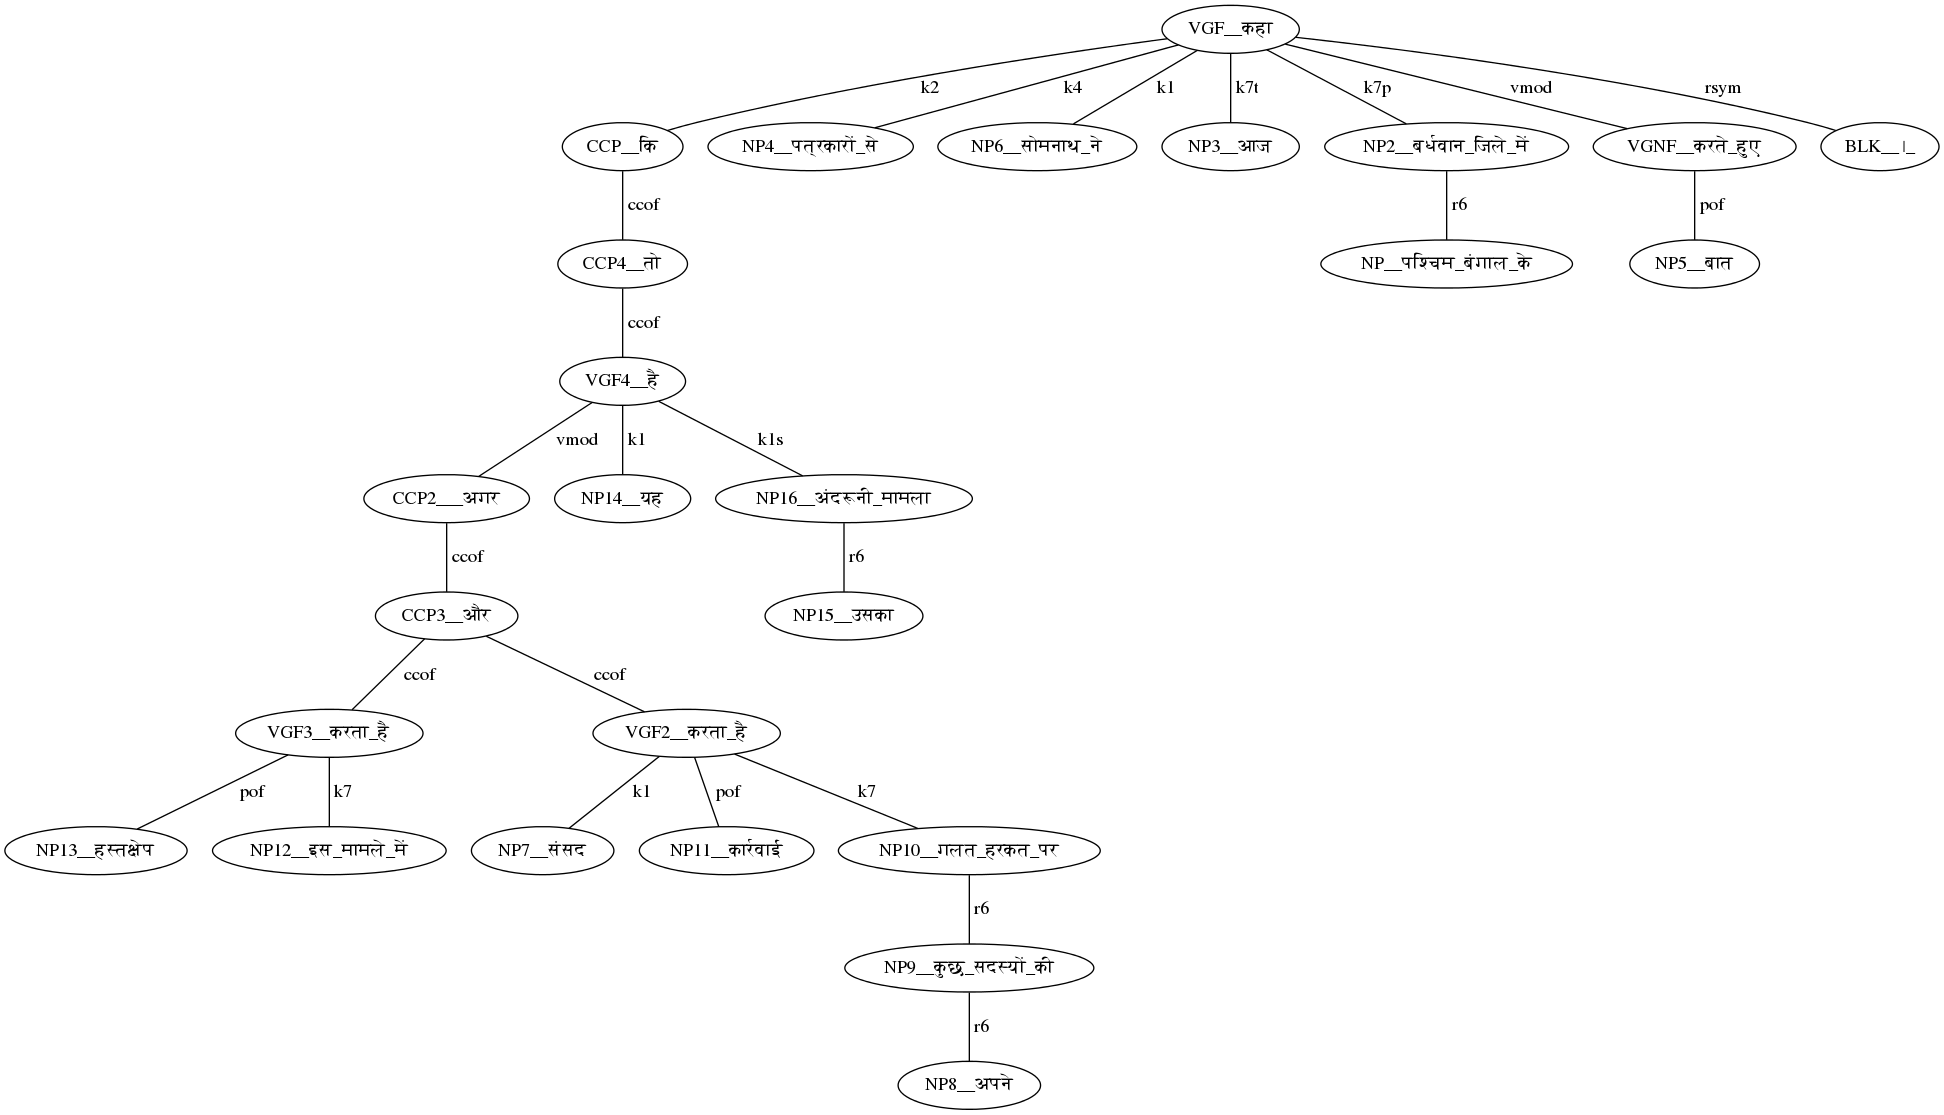 VGF__कहा
k2 k4 k1 k7t k7p vmod rsym
CCP__कि NP4__पत्रकारों_से NP6__सोमनाथ_ने NP3__आज NP2__बर्धवान_जिले_में VGNF__करते_हुए BLK__।_
ccof r6 pof
CCP4__तो NP__पश्चिम_बंगाल_के NP5__बात
ccof
VGF4__है
vmod k1 k1s
CCP2___अगर NP14__यह NP16__अंदरूनी_मामला
ccof r6
CCP3__और NP15__उसका
ccof ccof
VGF3__करता_है VGF2__करता_है
pof k7 k1 pof k7
NP13__हस्तक्षेप NP12__इस_मामले_में NP7__संसद NP11__कार्रवाई NP10__गलत_हरकत_पर
r6
NP9__कुछ_सदस्यों_की
r6
NP8__अपने